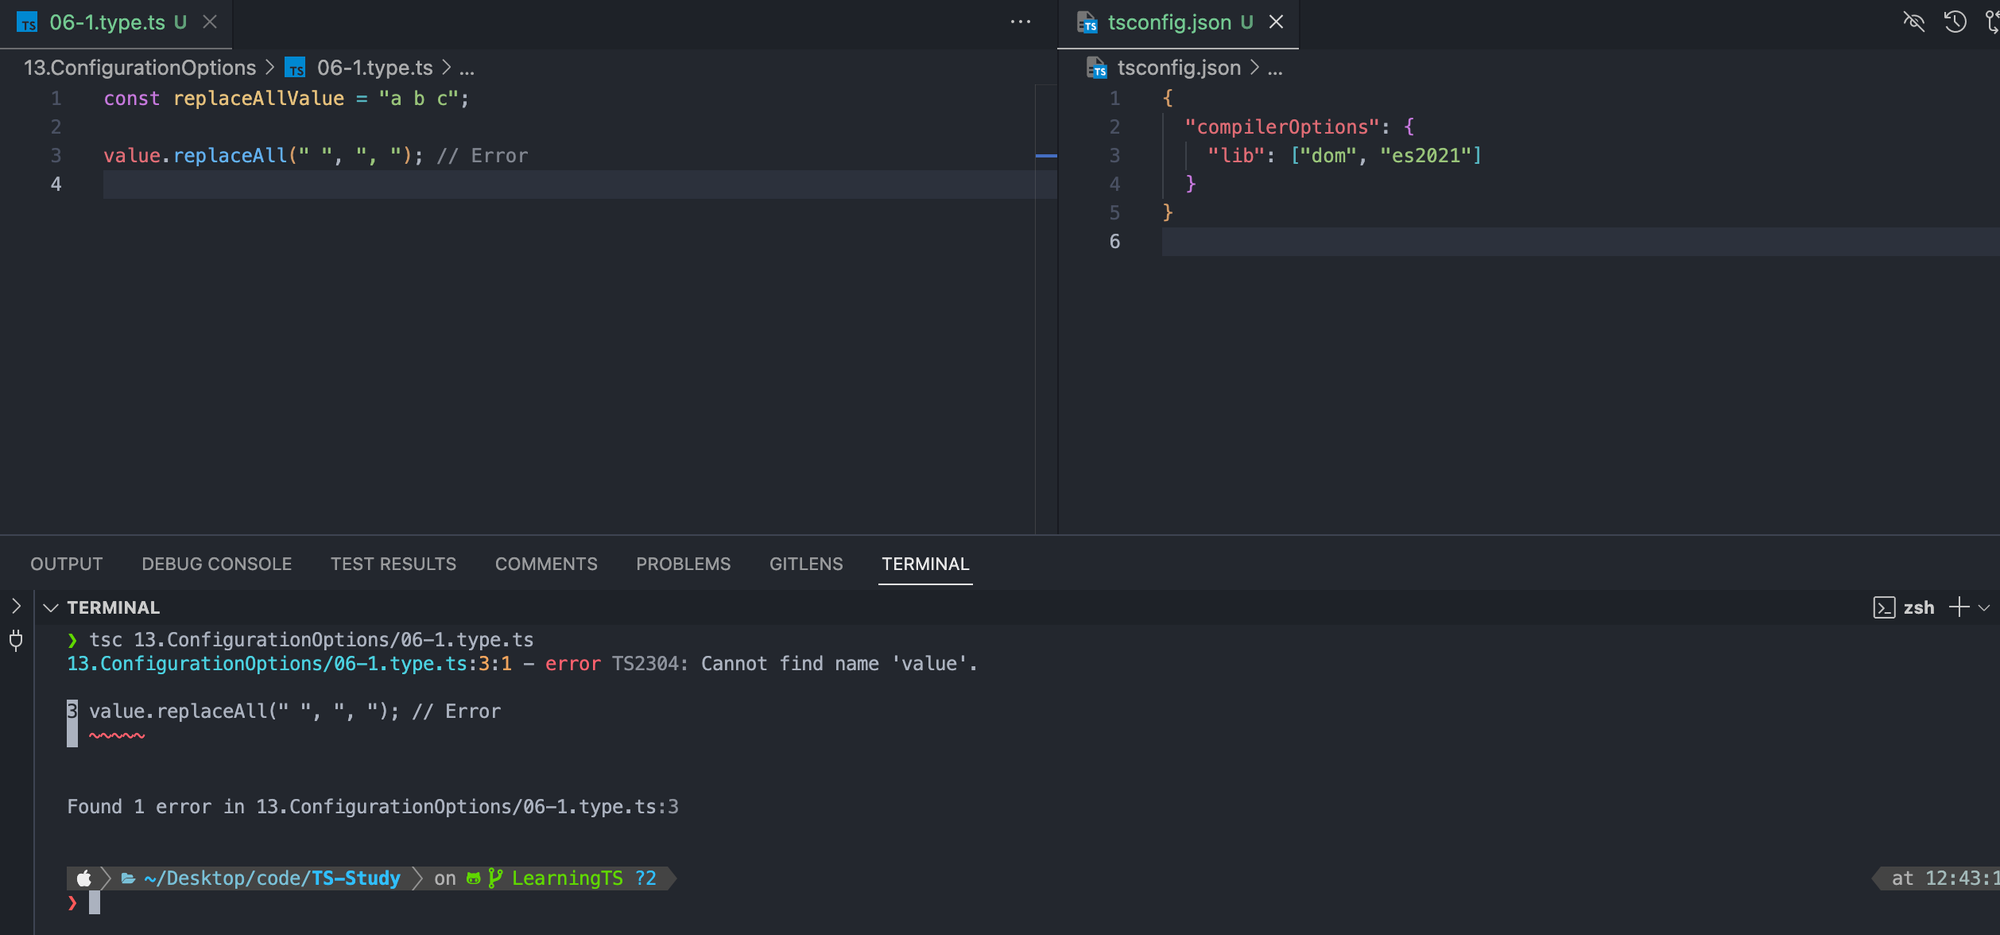 06-1.type.ts U
tsconfig.json U
13.ConfigurationOptions > 06-1.type.ts > ...
1 const replaceAllValue = "a b c";
2
3 value.replaceAll(" ", ", "); // Error
4
tsconfig.json > ...
1 {
2 "compilerOptions": {
3 "lib": ["dom", "es2021"]
4 }
5 }
6
OUTPUT DEBUG CONSOLE TEST RESULTS COMMENTS PROBLEMS GITLENS TERMINAL
TERMINAL
zsh
❯ tsc 13.ConfigurationOptions/06-1.type.ts
13.ConfigurationOptions/06-1.type.ts:3:1 - error TS2304: Cannot find name 'value'.
3 value.replaceAll(" ", ", "); // Error
~~~~~
Found 1 error in 13.ConfigurationOptions/06-1.type.ts:3
~/Desktop/code/TS-Study on LearningTS ?2
at 12:43:1
❯